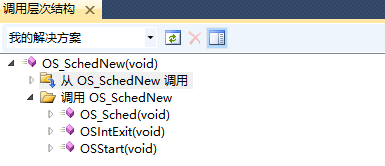 调用层次结构
我的解决方案
OS_SchedNew(void)
从 OS_SchedNew 调用
调用 OS_SchedNew
OS_Sched(void)
OSIntExit(void)
OSStart(void)